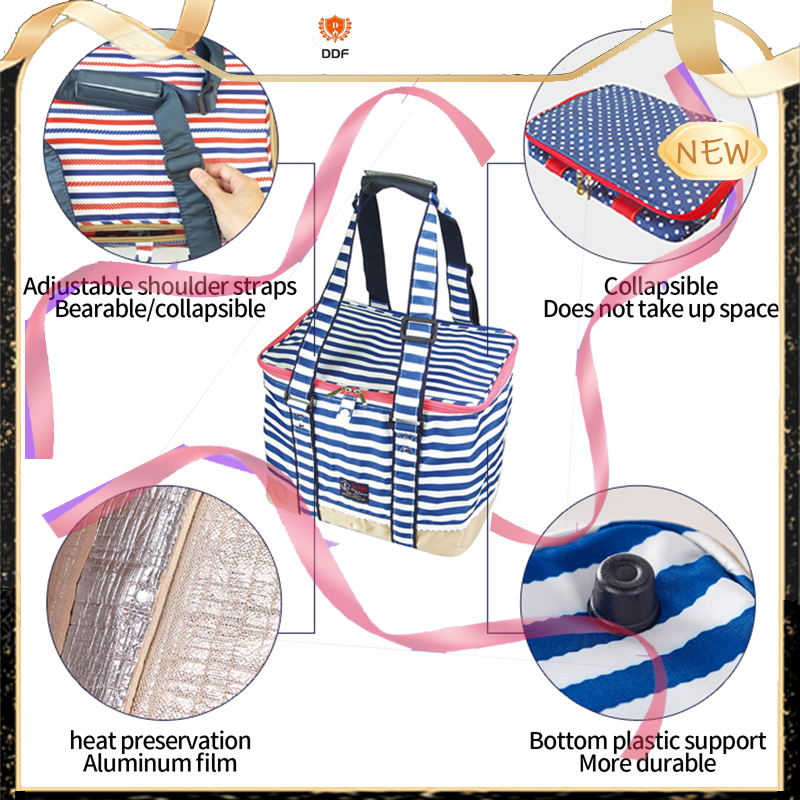 DDF
NEW
Adjustable shoulder straps
Bearable/collapsible
Collapsible
Does not take up space
heat preservation
Aluminum film
Bottom plastic support
More durable